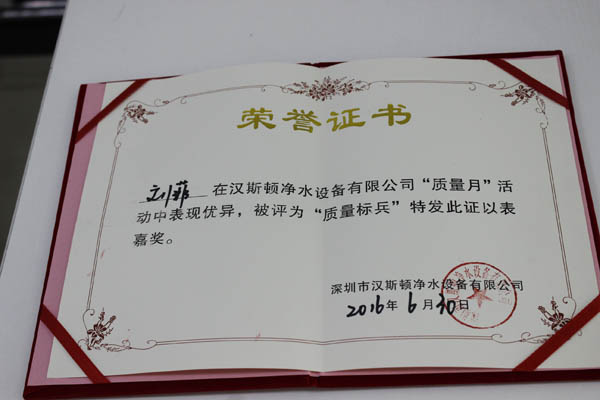 荣誉证书
刘菲 在汉斯顿净水设备有限公司“质量月”活
动中表现优异，被评为“质量标兵”特发此证以表
嘉奖。
深圳市汉斯顿净水设备有限公司
2016年6月30日